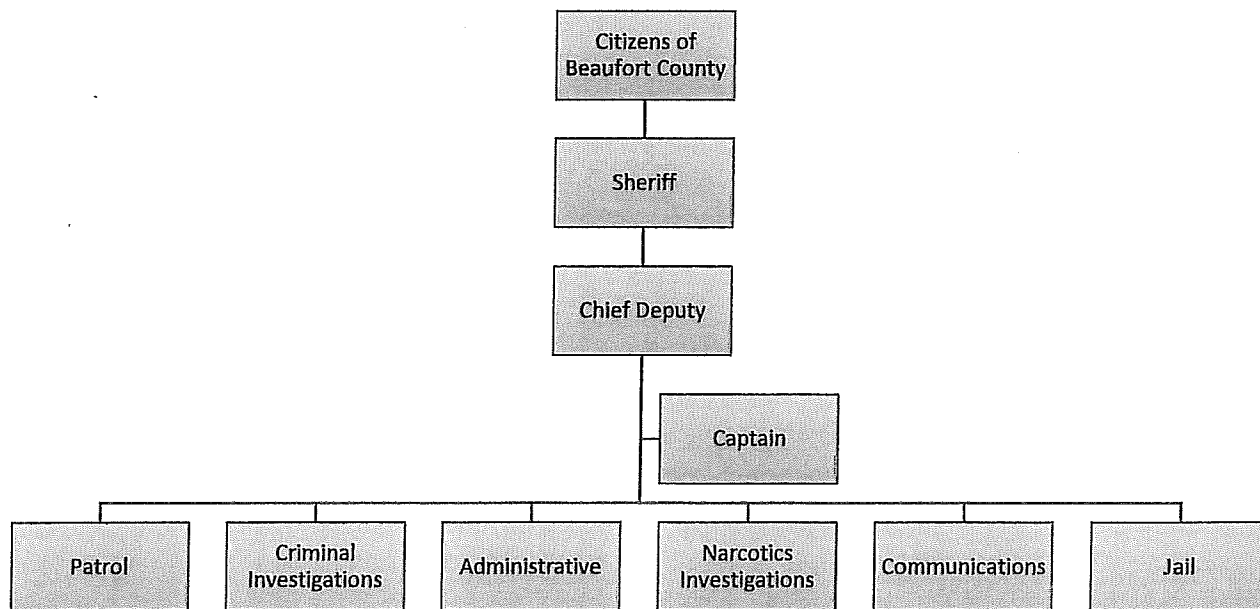 Citizens of
Beaufort County
Sheriff
Chief Deputy
Captain
Patrol
Criminal
Investigations
Administrative
Narcotics
Investigations
Communications
Jail